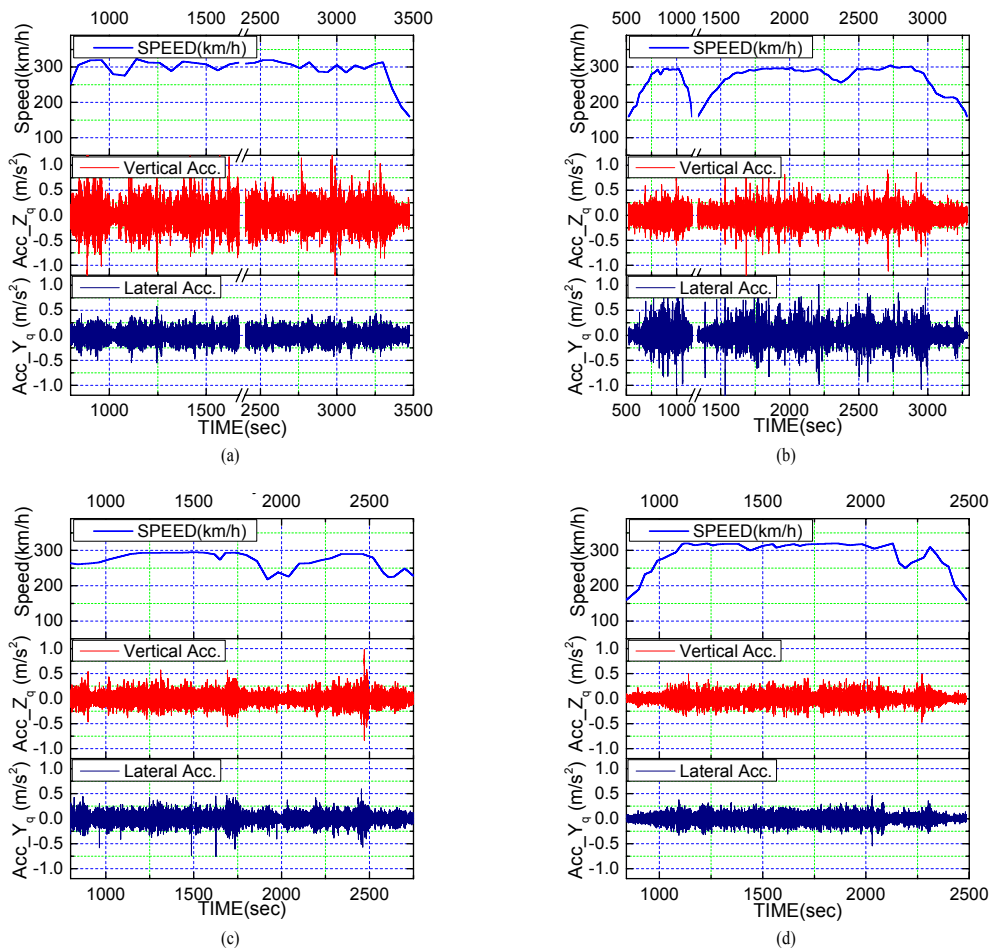 1000 1500 2500 3000 3500
SPEED(km/h)
Speed(km/h)
300
200
100
Vertical Acc.
Acc_Z_q (m/s²)
1.0
0.5
0.0
-0.5
-1.0
Lateral Acc.
Acc_Y_q (m/s²)
1.0
0.5
0.0
-0.5
-1.0
1000 1500 2500 3000 3500
TIME(sec)
(a)
500 1000 1500 2000 2500 3000
SPEED(km/h)
Speed(km/h)
300
200
100
Vertical Acc.
Acc_Z_q (m/s²)
1.0
0.5
0.0
-0.5
-1.0
Lateral Acc.
Acc_Y_q (m/s²)
1.0
0.5
0.0
-0.5
-1.0
500 1000 1500 2000 2500 3000
TIME(sec)
(b)
1000 1500 2000 2500
SPEED(km/h)
Speed(km/h)
300
200
100
Vertical Acc.
Acc_Z_q (m/s²)
1.0
0.5
0.0
-0.5
-1.0
Lateral Acc.
Acc_Y_q (m/s²)
1.0
0.5
0.0
-0.5
-1.0
1000 1500 2000 2500
TIME(sec)
(c)
1000 1500 2000 2500
SPEED(km/h)
Speed(km/h)
300
200
100
Vertical Acc.
Acc_Z_q (m/s²)
1.0
0.5
0.0
-0.5
-1.0
Lateral Acc.
Acc_Y_q (m/s²)
1.0
0.5
0.0
-0.5
-1.0
1000 1500 2000 2500
TIME(sec)
(d)